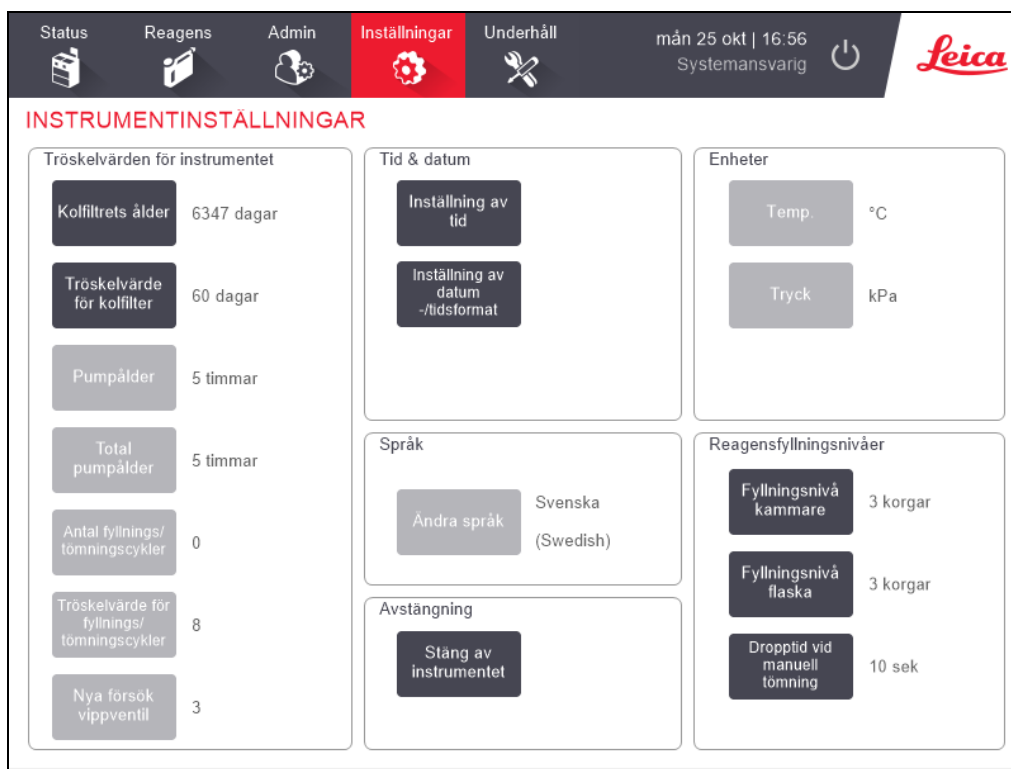 Status
Reagens
Admin
Inställningar
Underhåll
mån 25 okt | 16:56
Systemansvarig
Leica
INSTRUMENTINSTÄLLNINGAR
Tröskelvärden för instrumentet
Kolfiltrets ålder
6347 dagar
Tröskelvärde
för kolfilter
60 dagar
Pumpålder
5 timmar
Total
pumpålder
5 timmar
Antal fyllnings/
tömningscykler
0
Tröskelvärde för
fyllnings/
tömningscykler
8
Nya försök
vippventil
3
Tid & datum
Inställning av
tid
Inställning av
datum
-/tidsformat
Språk
Ändra språk
Svenska
(Swedish)
Avstängning
Stäng av
instrumentet
Enheter
Temp.
°C
Tryck
kPa
Reagensfyllningsnivåer
Fyllningsnivå
kammare
3 korgar
Fyllningsnivå
flaska
3 korgar
Dropptid vid
manuell
tömning
10 sek